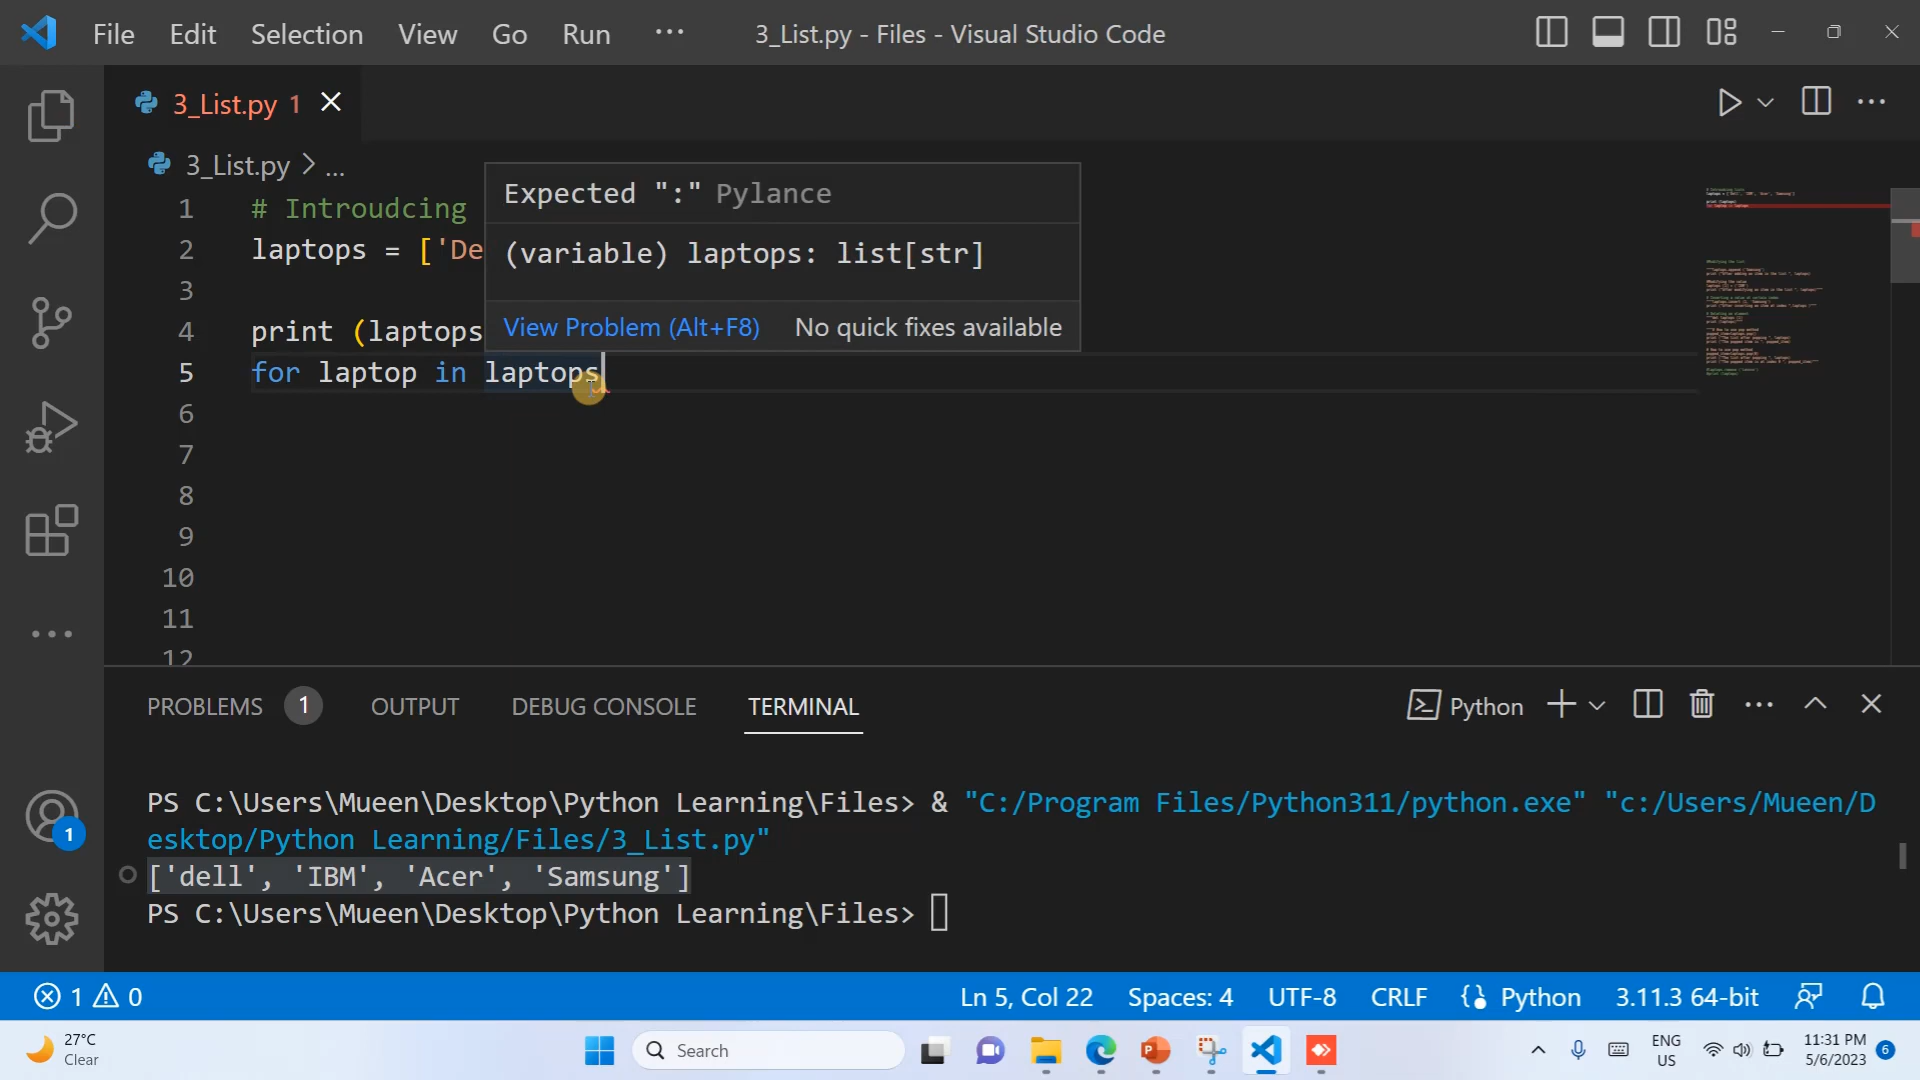 File Edit Selection View Go Run ... 3_List.py - Files - Visual Studio Code
3_List.py 1
3_List.py > ...
1 # Introudcing
2 laptops = ['De
3
4 print (laptops
5 for laptop in laptops
6
7
8
9
10
11
12
Expected ":" Pylance
(variable) laptops: list[str]
View Problem (Alt+F8) No quick fixes available
PROBLEMS 1 OUTPUT DEBUG CONSOLE TERMINAL Python
PS C:\Users\Mueen\Desktop\Python Learning\Files> & "C:/Program Files/Python311/python.exe" "c:/Users/Mueen/D
esktop/Python Learning/Files/3_List.py"
['dell', 'IBM', 'Acer', 'Samsung']
PS C:\Users\Mueen\Desktop\Python Learning\Files>
1
1 0 Ln 5, Col 22 Spaces: 4 UTF-8 CRLF Python 3.11.3 64-bit
27°C
Clear
Search
ENG
US
11:31 PM
5/6/2023
6